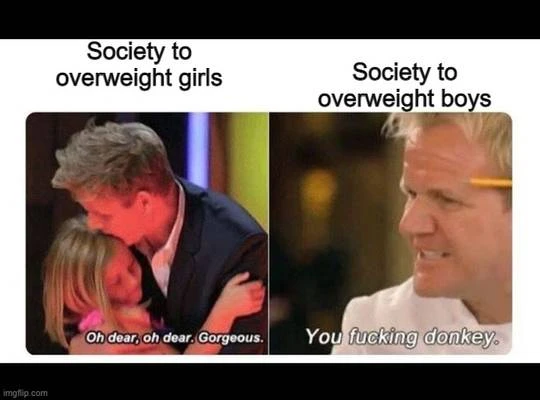 Society to
overweight girls
Society to
overweight boys
Oh dear, oh dear. Gorgeous.
You fucking donkey.
imgflip.com